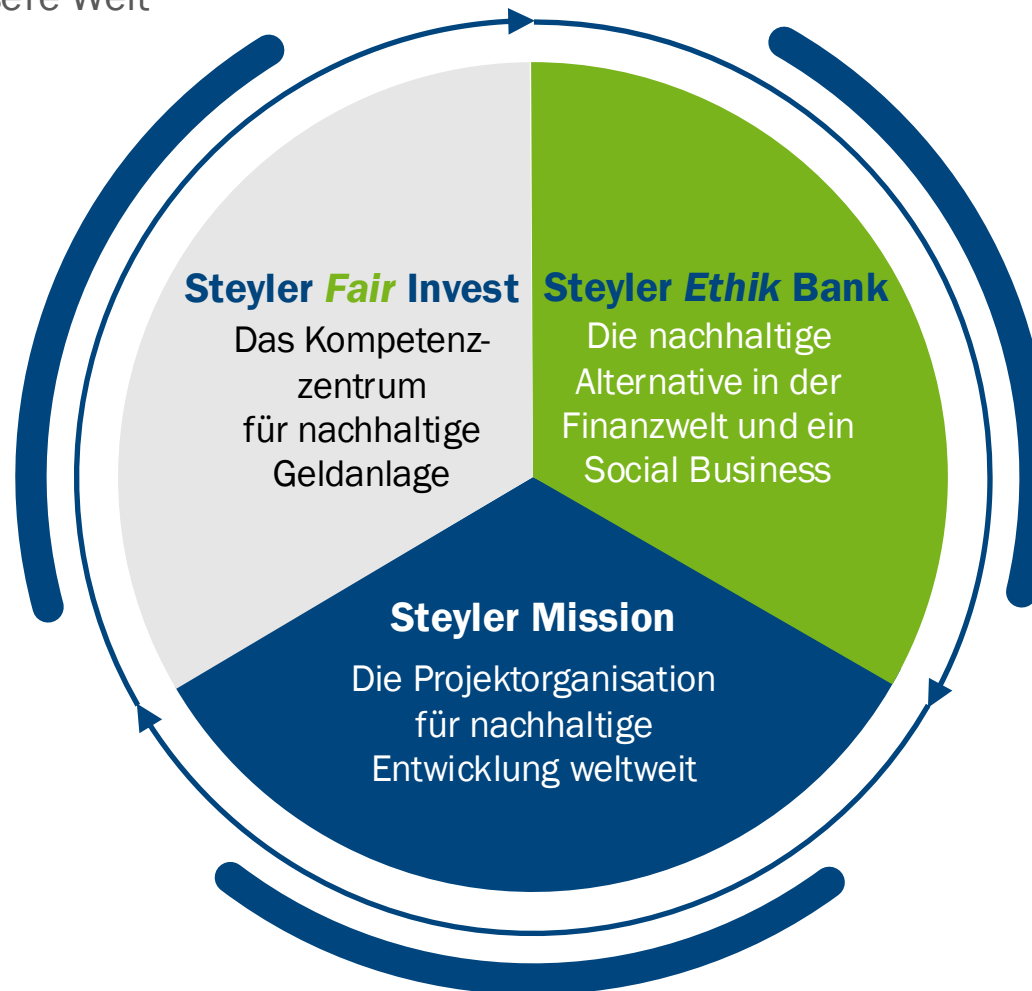 Welt
Steyler Fair Invest
Das Kompetenz-
zentrum
für nachhaltige
Geldanlage
Steyler Ethik Bank
Die nachhaltige
Alternative in der
Finanzwelt und ein
Social Business
Steyler Mission
Die Projektorganisation
für nachhaltige
Entwicklung weltweit